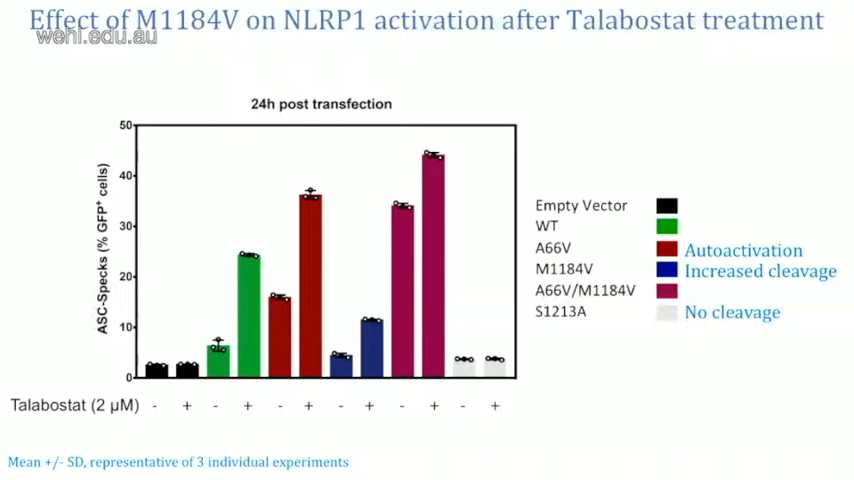 Effect of M1184V on NLRP1 activation after Talabostat treatment
wehi.edu.au
24h post transfection
ASC-Specks (% GFP⁺ cells)
50
40
30
20
10
0
Talabostat (2 µM) - + - + - + - + - + - +
Empty Vector
WT
A66V Autoactivation
M1184V Increased cleavage
A66V/M1184V
S1213A No cleavage
Mean +/- SD, representative of 3 individual experiments